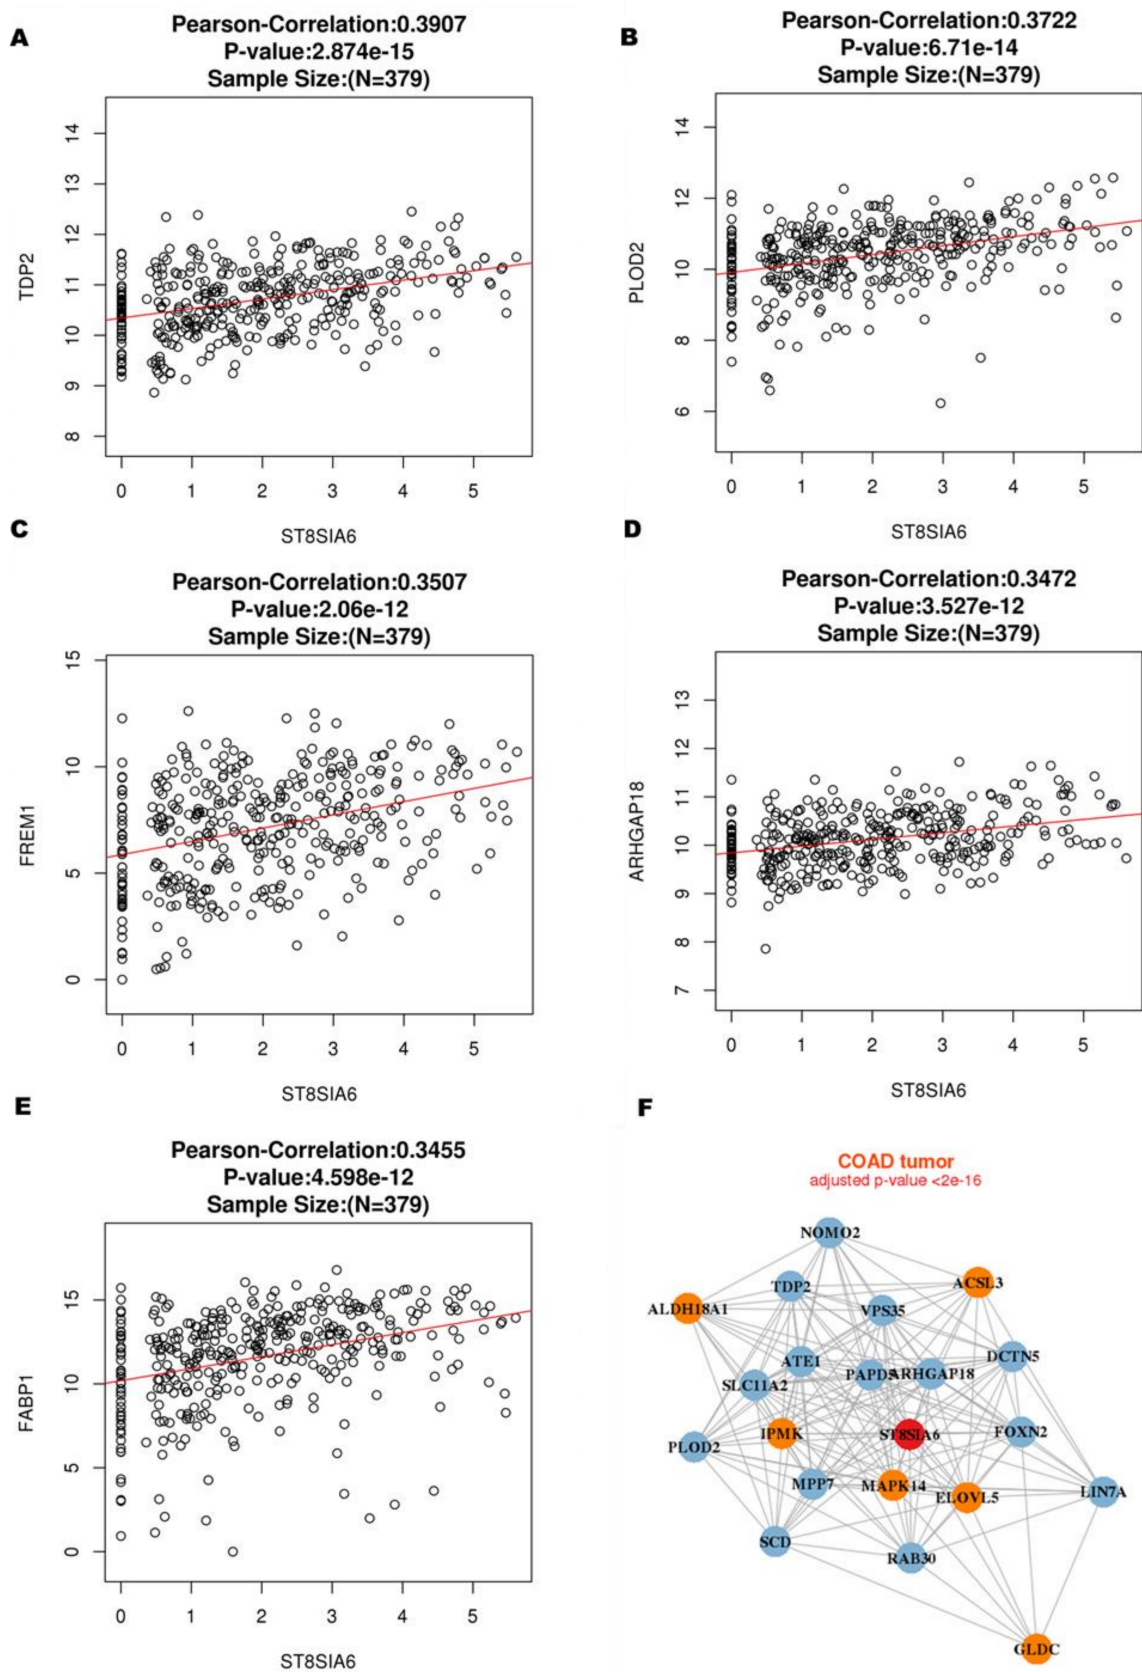 A
Pearson-Correlation:0.3907
P-value:2.874e-15
Sample Size:(N=379)
TDP2
14
13
12
11
10
9
8
0 1 2 3 4 5
ST8SIA6
B
Pearson-Correlation:0.3722
P-value:6.71e-14
Sample Size:(N=379)
PLOD2
14
12
10
8
6
0 1 2 3 4 5
ST8SIA6
C
Pearson-Correlation:0.3507
P-value:2.06e-12
Sample Size:(N=379)
FREM1
15
10
5
0
0 1 2 3 4 5
ST8SIA6
D
Pearson-Correlation:0.3472
P-value:3.527e-12
Sample Size:(N=379)
ARHGAP18
13
12
11
10
9
8
7
0 1 2 3 4 5
ST8SIA6
E
Pearson-Correlation:0.3455
P-value:4.598e-12
Sample Size:(N=379)
FABP1
15
10
5
0
0 1 2 3 4 5
ST8SIA6
F
COAD tumor
adjusted p-value <2e-16
NOMO2
TDP2
ACSL3
ALDH18A1
VPS35
ATE1
DCTN5
SLC11A2
PAPD5
ARHGAP18
IPMK
ST8SIA6
FOXN2
PLOD2
MPP7
MAPK14
ELOVL5
LIN7A
SCD
RAB30
GLDC